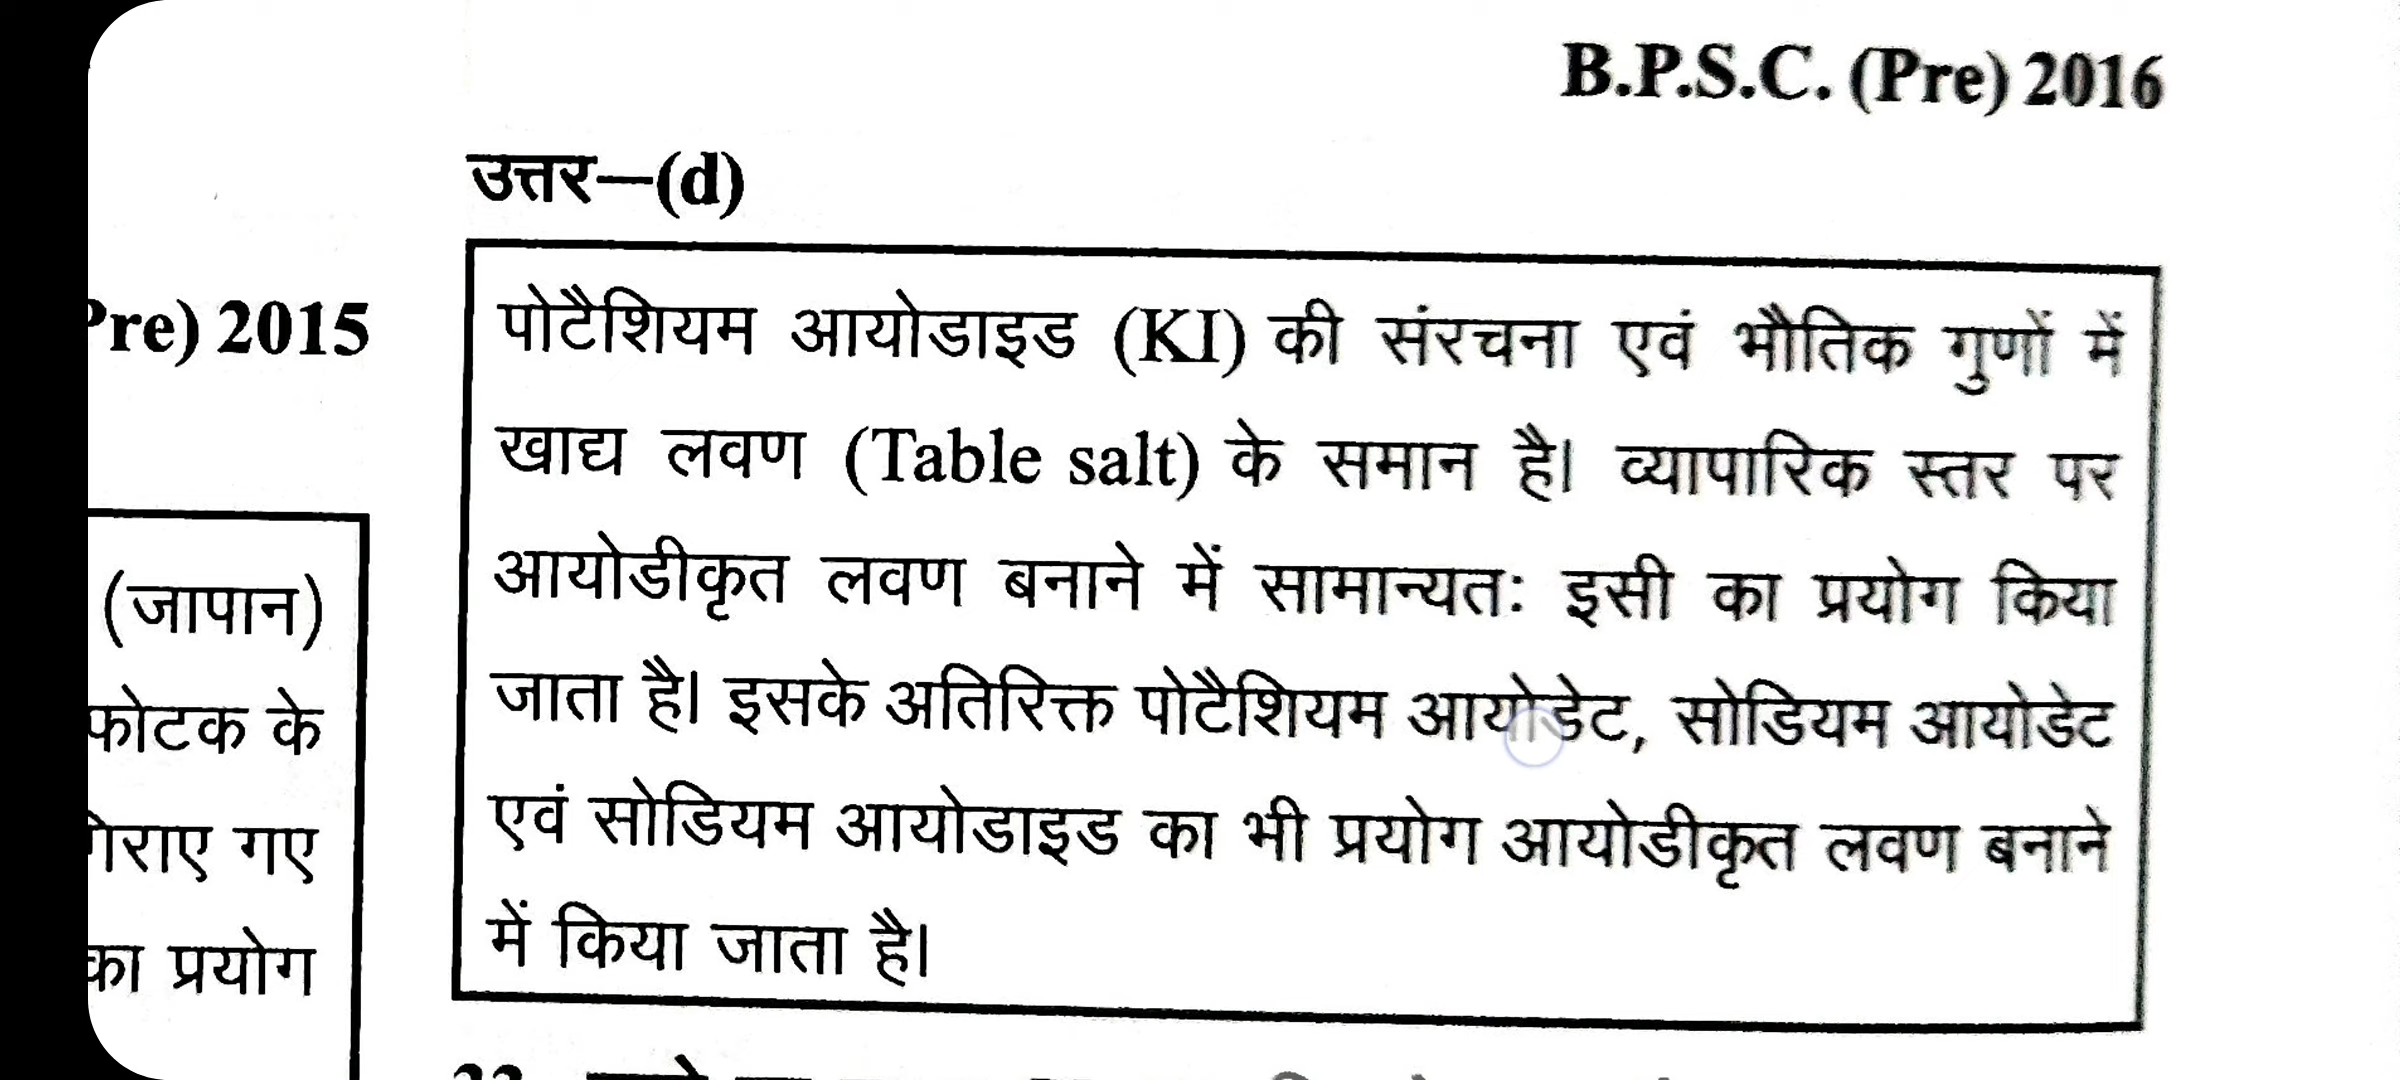 B.P.S.C. (Pre) 2016
उत्तर—(d)
पोटैशियम आयोडाइड (KI) की संरचना एवं भौतिक गुणों में
खाद्य लवण (Table salt) के समान है। व्यापारिक स्तर पर
आयोडीकृत लवण बनाने में सामान्यतः इसी का प्रयोग किया
जाता है। इसके अतिरिक्त पोटैशियम आयोडेट, सोडियम आयोडेट
एवं सोडियम आयोडाइड का भी प्रयोग आयोडीकृत लवण बनाने
में किया जाता है।
Pre) 2015
(जापान)
के
गए
का प्रयोग